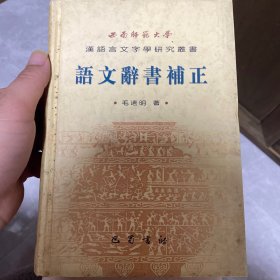 西南師范大學
漢語言文字學研究叢書
語文辭書補正
•毛遠明 著•
巴蜀書社